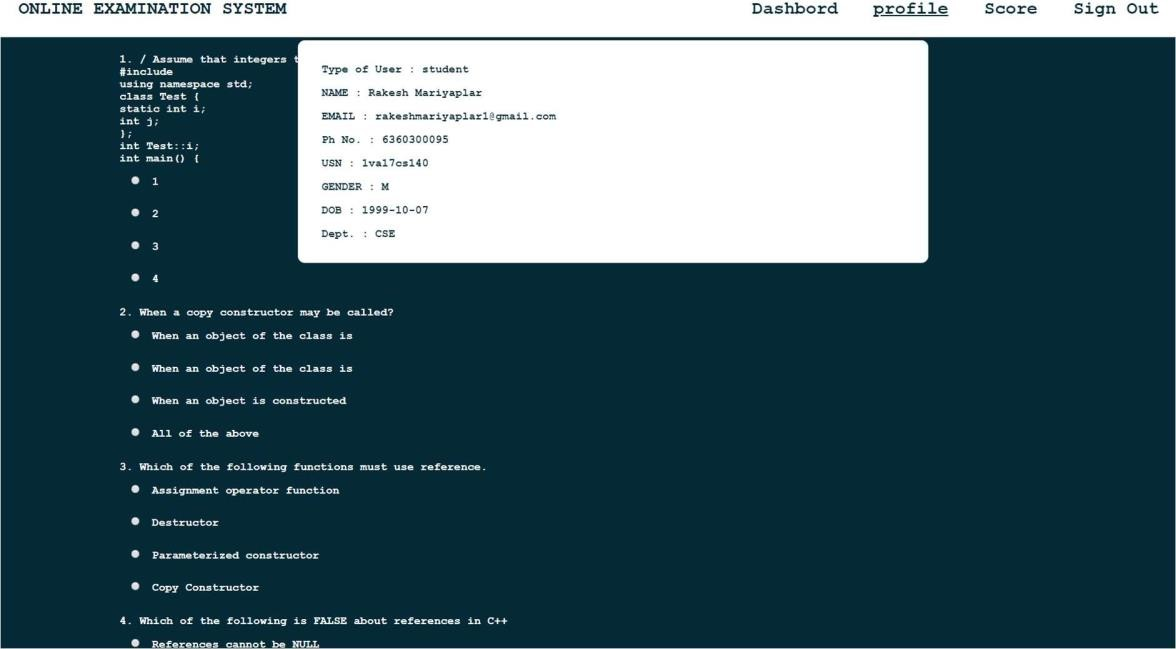 ONLINE EXAMINATION SYSTEM
Dashbord profile Score Sign Out
1. / Assume that integers t
#include
using namespace std;
class Test {
static int i;
int j;
};
int Test::i;
int main() {
1
2
3
4
Type of User : student
NAME : Rakesh Mariyaplar
EMAIL : rakeshmariyaplar1@gmail.com
Ph No. : 6360300095
USN : 1va17cs140
GENDER : M
DOB : 1999-10-07
Dept. : CSE
2. When a copy constructor may be called?
When an object of the class is
When an object of the class is
When an object is constructed
All of the above
3. Which of the following functions must use reference.
Assignment operator function
Destructor
Parameterized constructor
Copy Constructor
4. Which of the following is FALSE about references in C++
References cannot be NULL